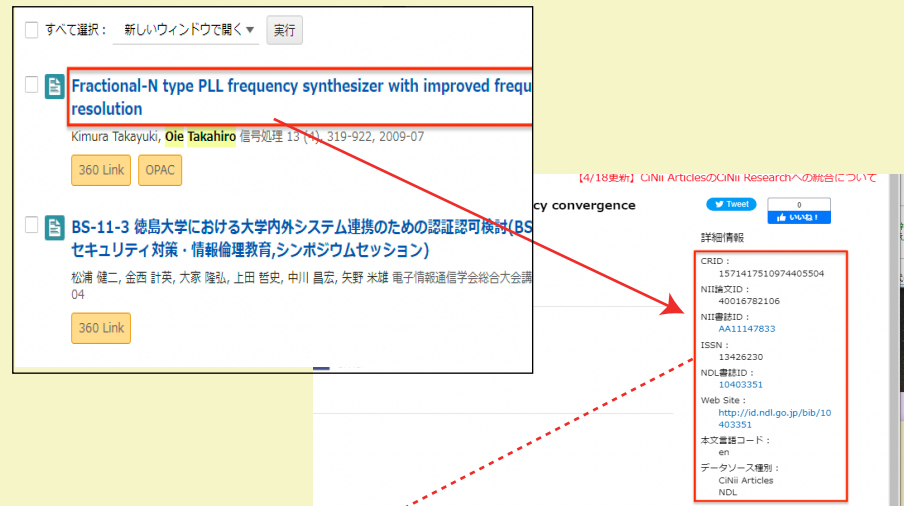 すべて選択： 新しいウィンドウで開く▼ 実行
Fractional-N type PLL frequency synthesizer with improved frequ
resolution
Kimura Takayuki, Oie Takahiro 信号処理 13 (4), 319-922, 2009-07
360 Link OPAC
BS-11-3 徳島大学における大学内外システム連携のための認証認可検討(BS
セキュリティ対策・情報倫理教育,シンポジウムセッション)
松浦 健二, 金西 計英, 大家 隆弘, 上田 哲史, 中川 昌宏, 矢野 米雄 電子情報通信学会総合大会講
04
360 Link
【4/18更新】CiNii ArticlesのCiNii Researchへの統合について
cy convergence
Tweet
0
いいね！
詳細情報
CRID：
1571417510974405504
NII論文ID：
40016782106
NII書誌ID：
AA11147833
ISSN：
13426230
NDL書誌ID：
10403351
Web Site：
http://id.ndl.go.jp/bib/10
403351
本文言語コード：
en
データソース種別：
CiNii Articles
NDL